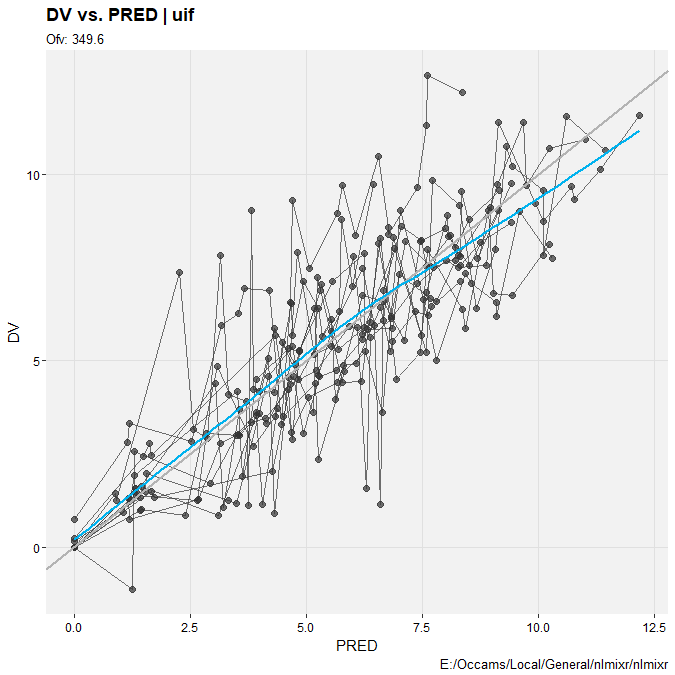 DV vs. PRED | uif
Ofv: 349.6
10
5
0
DV
0.0 2.5 5.0 7.5 10.0 12.5
PRED
E:/Occams/Local/General/nlmixr/nlmixr